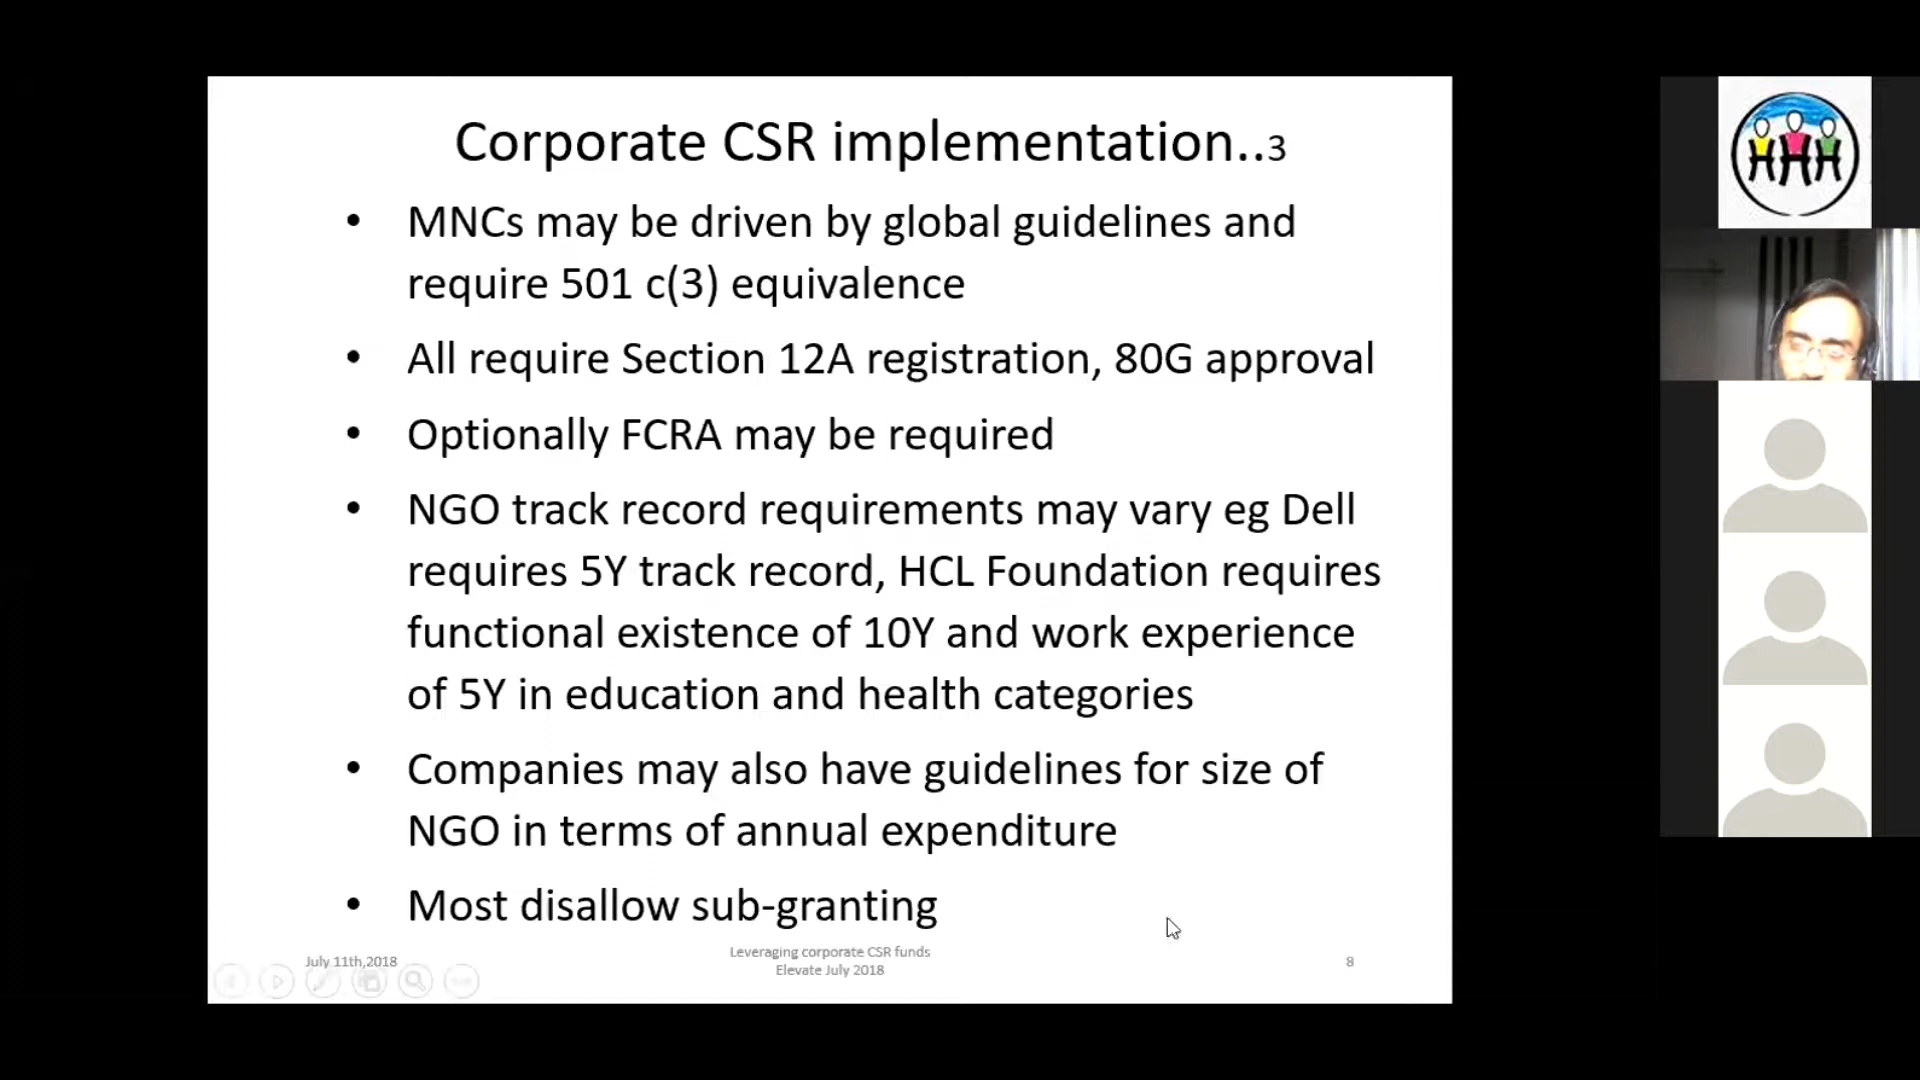 Corporate CSR implementation..3
• MNCs may be driven by global guidelines and
require 501 c(3) equivalence
• All require Section 12A registration, 80G approval
• Optionally FCRA may be required
• NGO track record requirements may vary eg Dell
requires 5Y track record, HCL Foundation requires
functional existence of 10Y and work experience
of 5Y in education and health categories
• Companies may also have guidelines for size of
NGO in terms of annual expenditure
• Most disallow sub-granting
July 11th,2018
Leveraging corporate CSR funds
Elevate July 2018
8